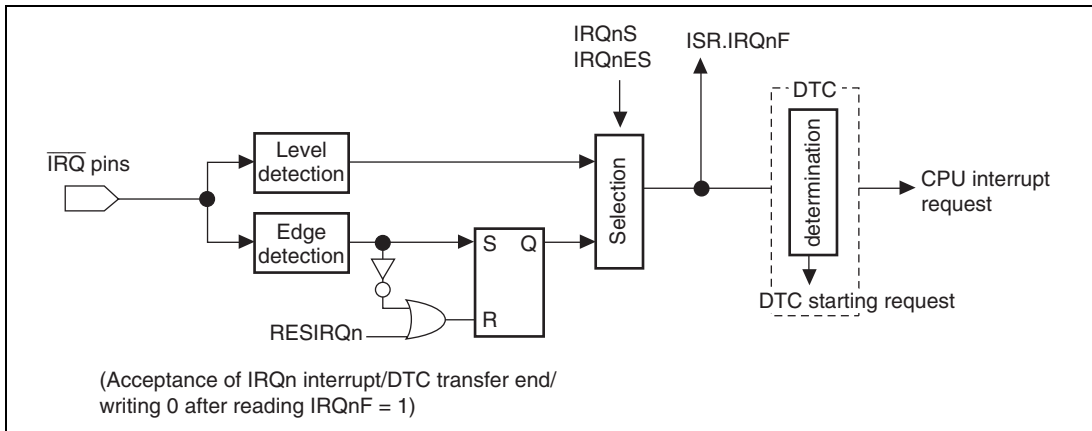 IRQnS
IRQnES
ISR.IRQnF
DTC
IRQ pins
Level
detection
Edge
detection
S Q
R
RESIRQn
Selection
determination
CPU interrupt
request
DTC starting request
(Acceptance of IRQn interrupt/DTC transfer end/
writing 0 after reading IRQnF = 1)